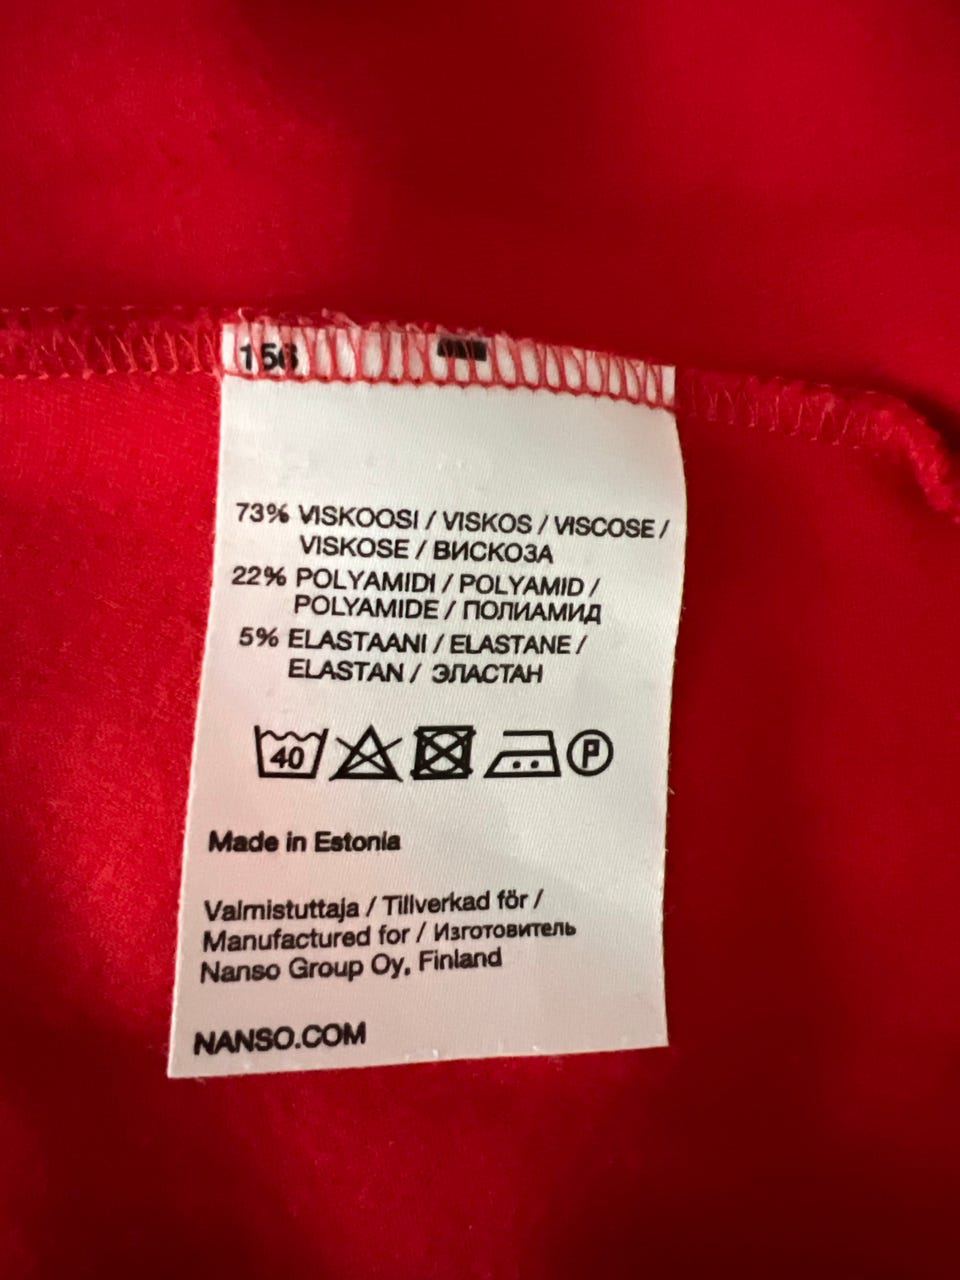 156
73% VISKOOSI / VISKOS / VISCOSE /
VISKOSE / ВИСКОЗА
22% POLYAMIDI / POLYAMID /
POLYAMIDE / ПОЛИАМИД
5% ELASTAANI / ELASTANE /
ELASTAN / ЭЛАСТАН
40 P
Made in Estonia
Valmistuttaja / Tillverkad för /
Manufactured for / Изготовитель
Nanso Group Oy, Finland
NANSO.COM